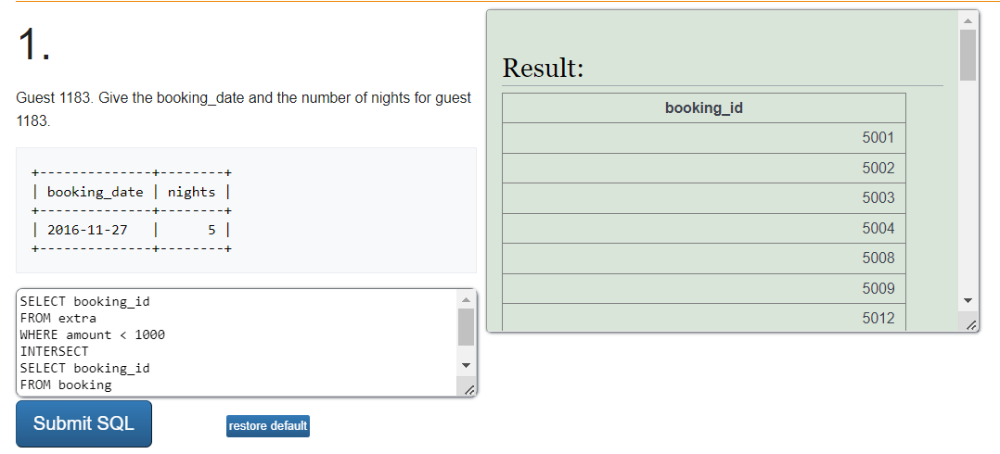 1.
Guest 1183. Give the booking_date and the number of nights for guest
1183.
+--------------+--------+
| booking_date | nights |
+--------------+--------+
| 2016-11-27   |      5 |
+--------------+--------+
SELECT booking_id
FROM extra
WHERE amount < 1000
INTERSECT
SELECT booking_id
FROM booking
Submit SQL
restore default
Result:
booking_id
5001
5002
5003
5004
5008
5009
5012